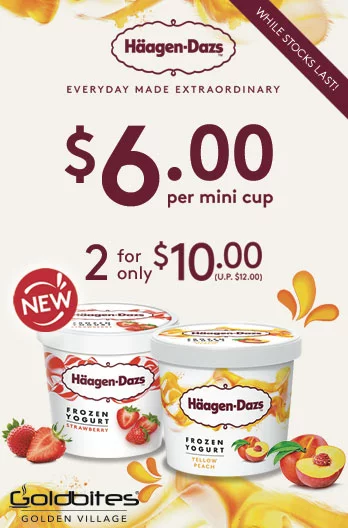 WHILE STOCKS LAST!
Häagen-Dazs
EVERYDAY MADE EXTRAORDINARY
$6.00
per mini cup
2 for only $10.00
(U.P. $12.00)
NEW
Häagen-Dazs
FROZEN
YOGURT
STRAWBERRY
Häagen-Dazs
FROZEN
YOGURT
YELLOW
PEACH
Goldbites
GOLDEN VILLAGE